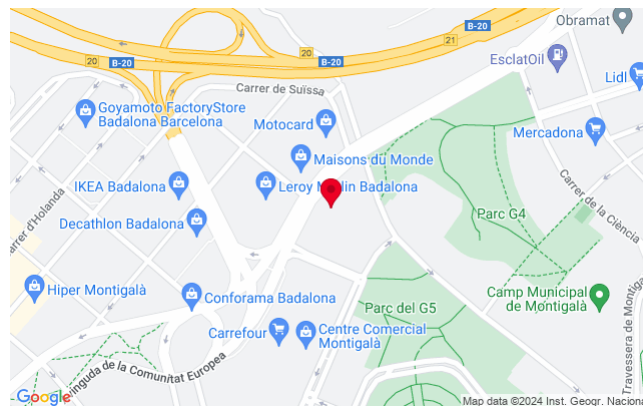 Obramat
20
B-20
20
B-20
21
B-20
EsclatOil
Carrer de Suïssa
Lidl
Goyamoto FactoryStore
Badalona Barcelona
Motocard
Mercadona
Maisons du Monde
IKEA Badalona
Leroy Merlin Badalona
Carrer de la Ciència
Carrer d'Holanda
Decathlon Badalona
Parc G4
Hiper Montigalà
Conforama Badalona
Parc del G5
Camp Municipal
de Montigalà
Carrefour
Centre Comercial
Montigalà
Travessera de Montiga
vinguda de la Comunitat Europea
Google
Map data ©2024 Inst. Geogr. Naciona